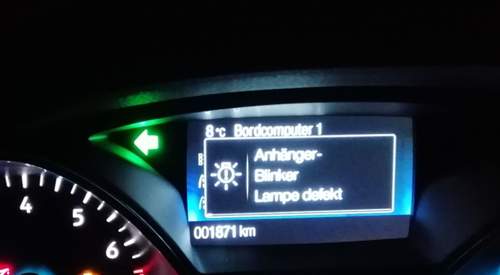 8 °C Bordcomputer 1
Anhänger-
Blinker
Lampe defekt
001871 km
4
5
6